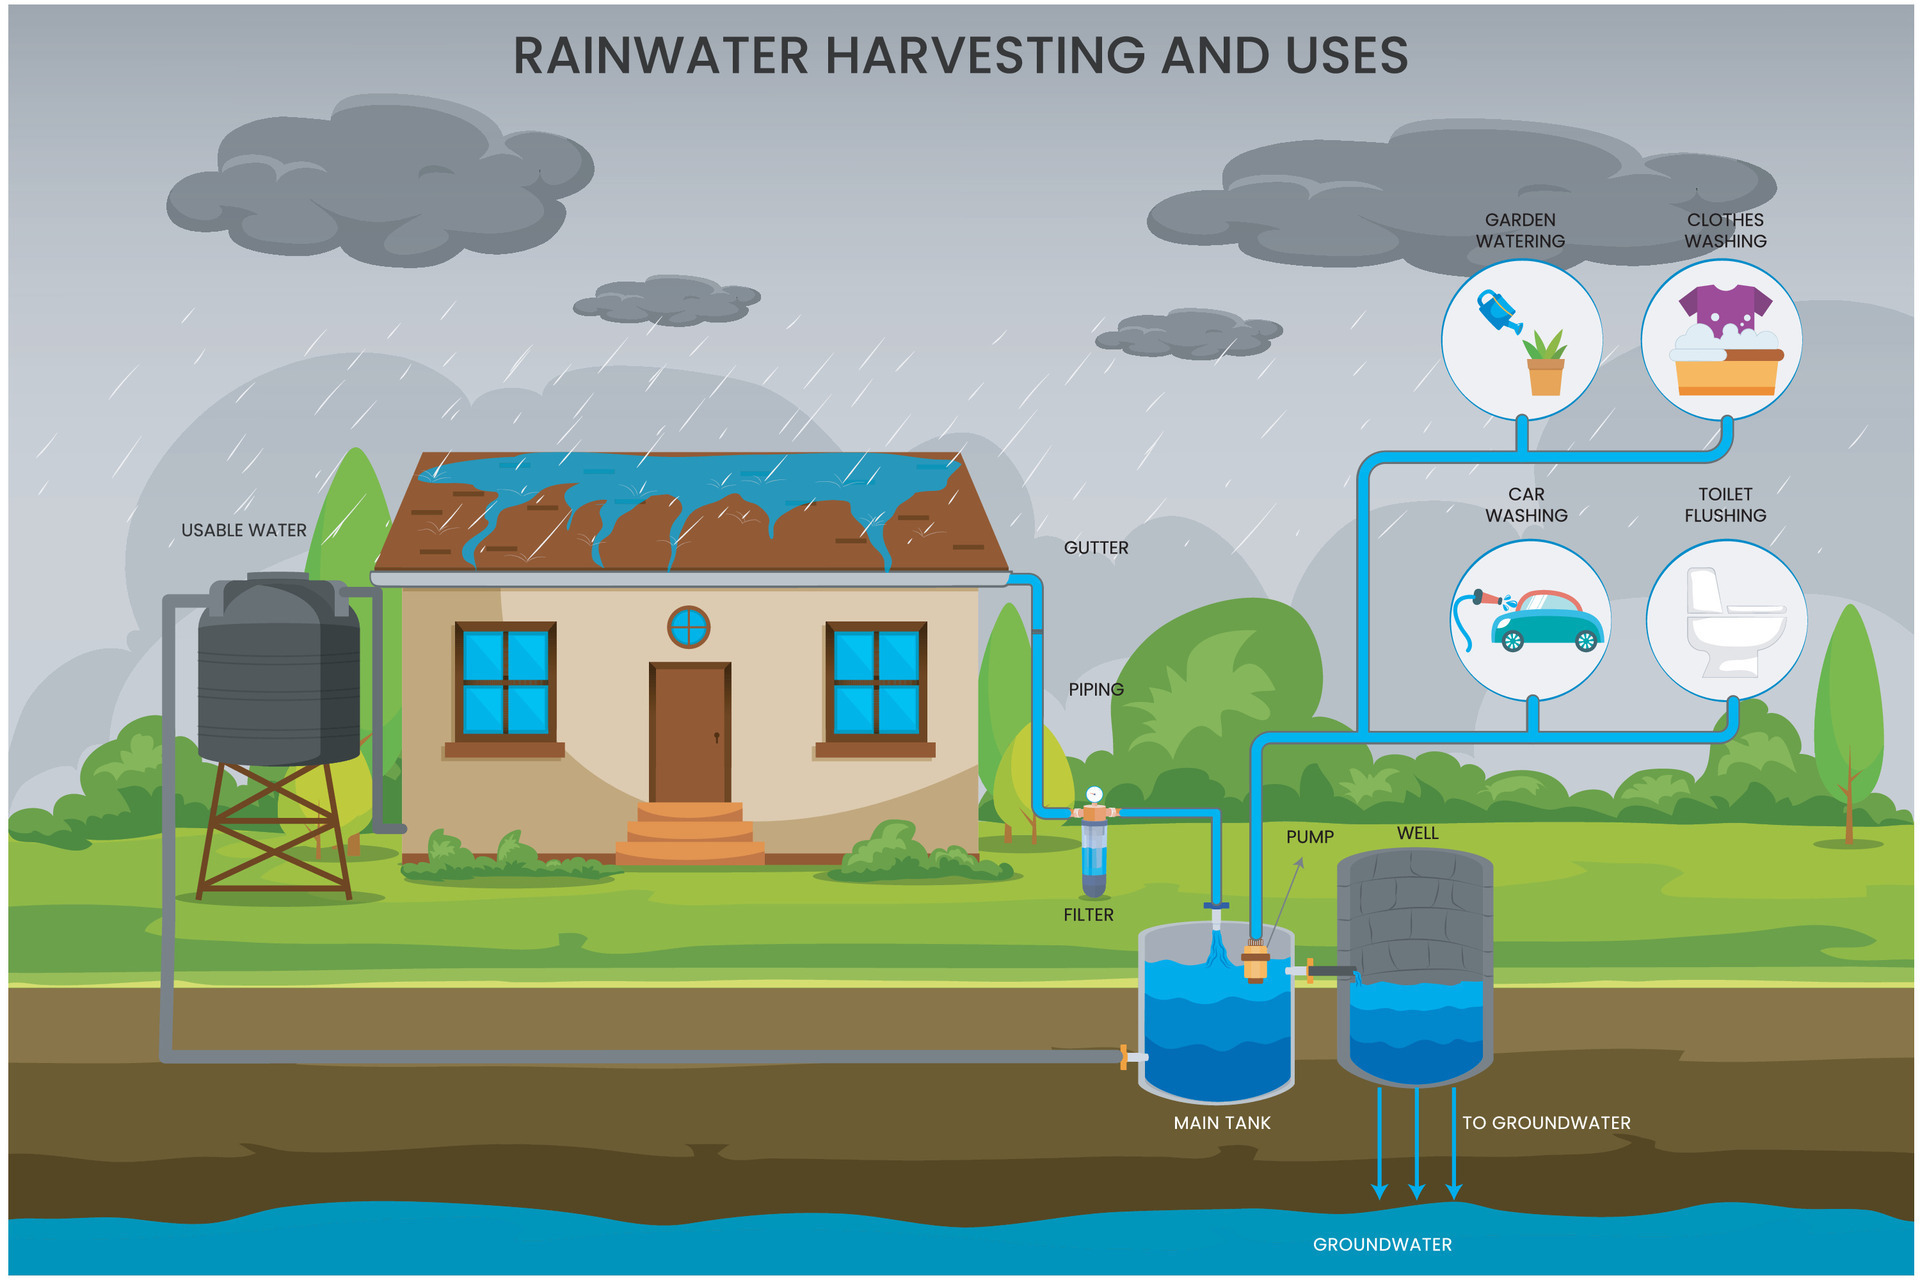 RAINWATER HARVESTING AND USES
GARDEN
WATERING
CLOTHES
WASHING
CAR
WASHING
TOILET
FLUSHING
USABLE WATER
GUTTER
PIPING
FILTER
PUMP
WELL
MAIN TANK
TO GROUNDWATER
GROUNDWATER